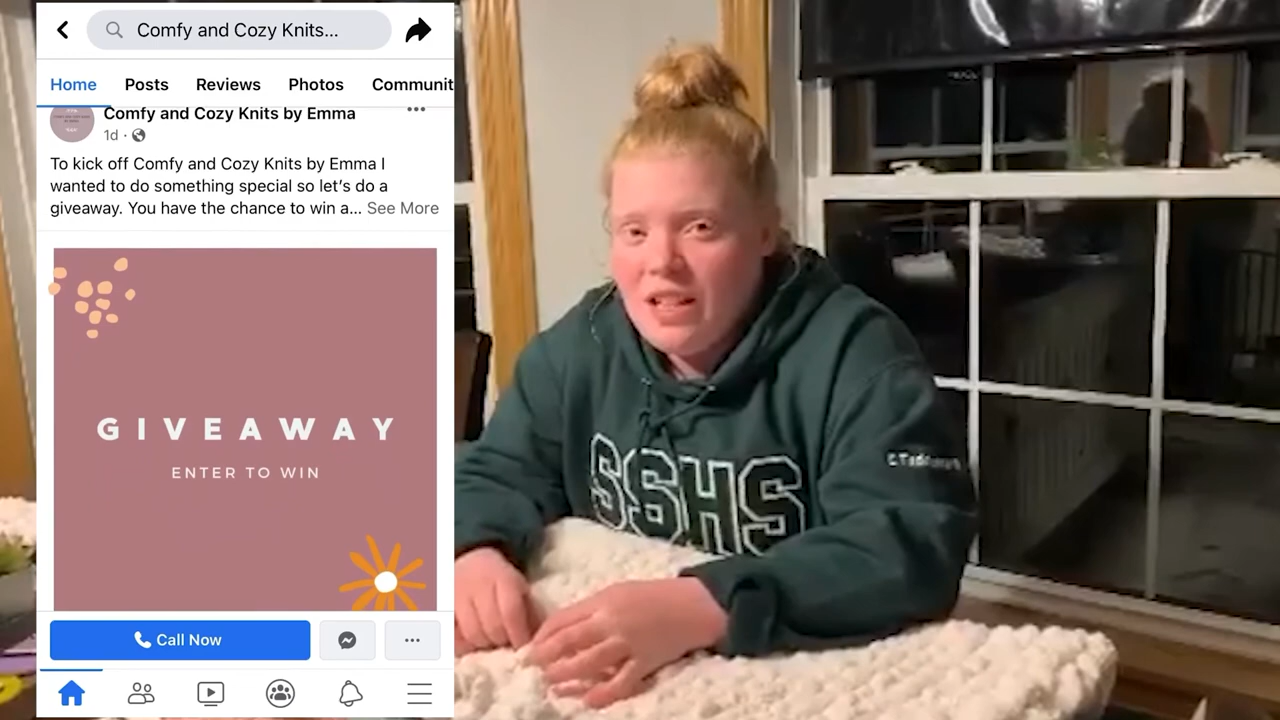 Comfy and Cozy Knits...
Home Posts Reviews Photos Communit
Comfy and Cozy Knits by Emma
1d ·
To kick off Comfy and Cozy Knits by Emma I
wanted to do something special so let's do a
giveaway. You have the chance to win a... See More
GIVEAWAY
ENTER TO WIN
Call Now
SSHS